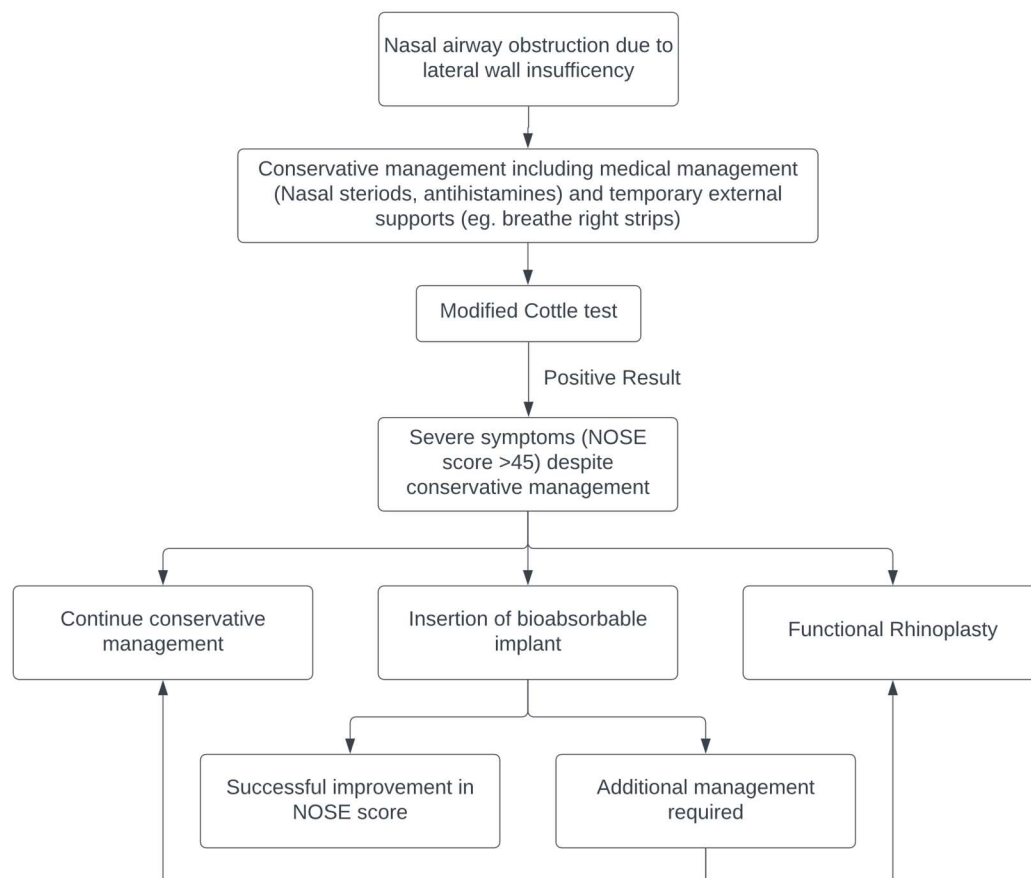 Nasal airway obstruction due to
lateral wall insufficency
Conservative management including medical management
(Nasal steriods, antihistamines) and temporary external
supports (eg. breathe right strips)
Modified Cottle test
Positive Result
Severe symptoms (NOSE
score >45) despite
conservative management
Continue conservative
management
Insertion of bioabsorbable
implant
Functional Rhinoplasty
Successful improvement in
NOSE score
Additional management
required